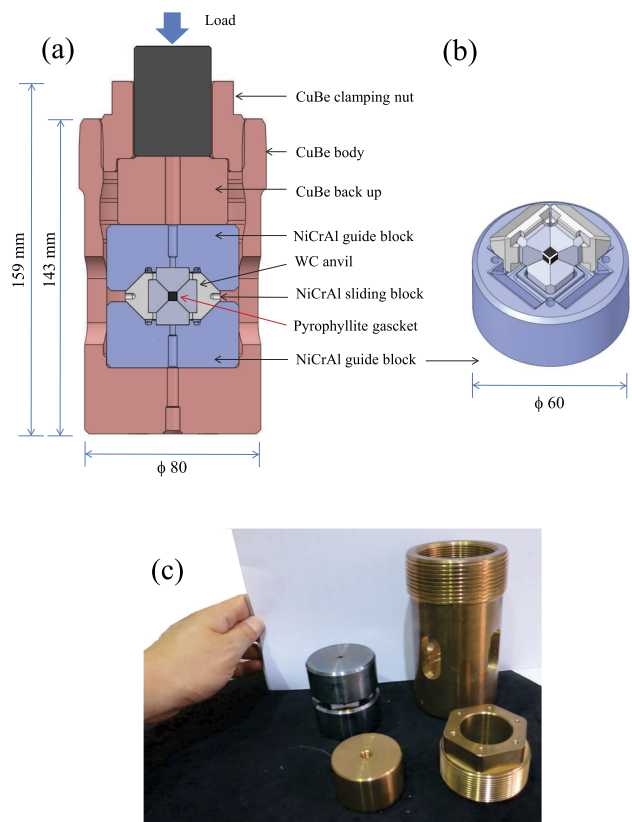 Load
(a)
(b)
CuBe clamping nut
CuBe body
CuBe back up
NiCrAl guide block
WC anvil
NiCrAl sliding block
Pyrophyllite gascket
NiCrAl guide block
159 mm
143 mm
ϕ 80
ϕ 60
(c)